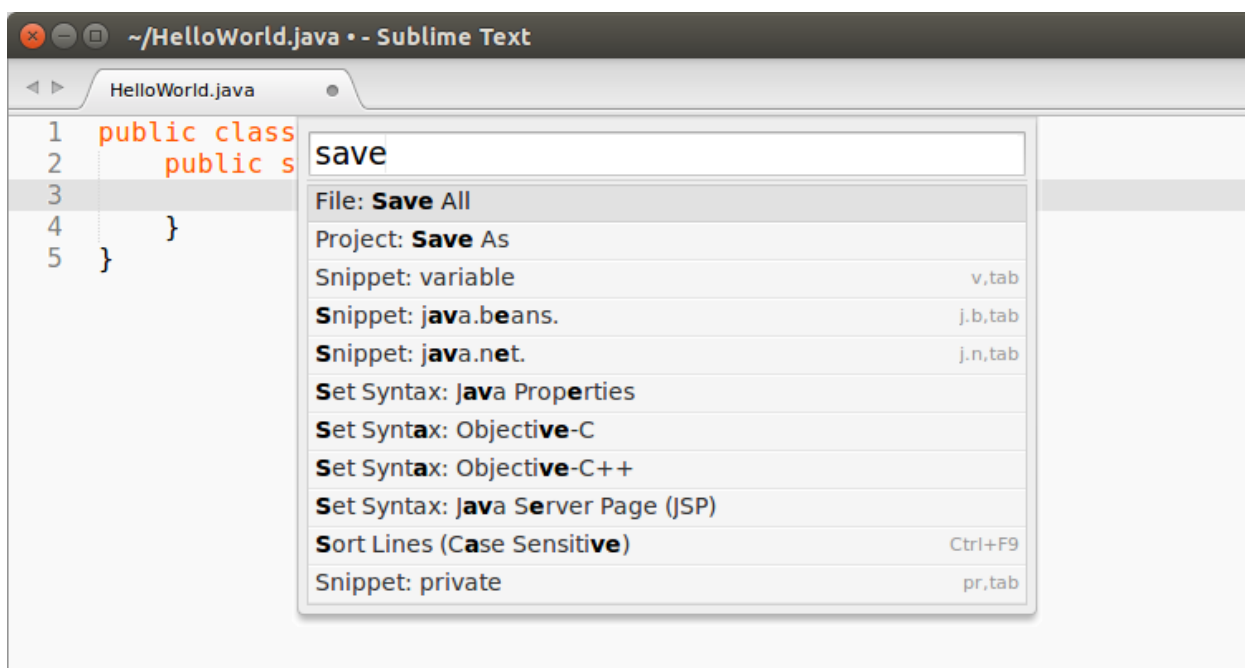 ~/HelloWorld.java • - Sublime Text
HelloWorld.java
1 public class
2 public s
3
4 }
5 }
save
File: Save All
Project: Save As
Snippet: variable v,tab
Snippet: java.beans. j.b,tab
Snippet: java.net. j.n,tab
Set Syntax: Java Properties
Set Syntax: Objective-C
Set Syntax: Objective-C++
Set Syntax: Java Server Page (JSP)
Sort Lines (Case Sensitive) Ctrl+F9
Snippet: private pr,tab